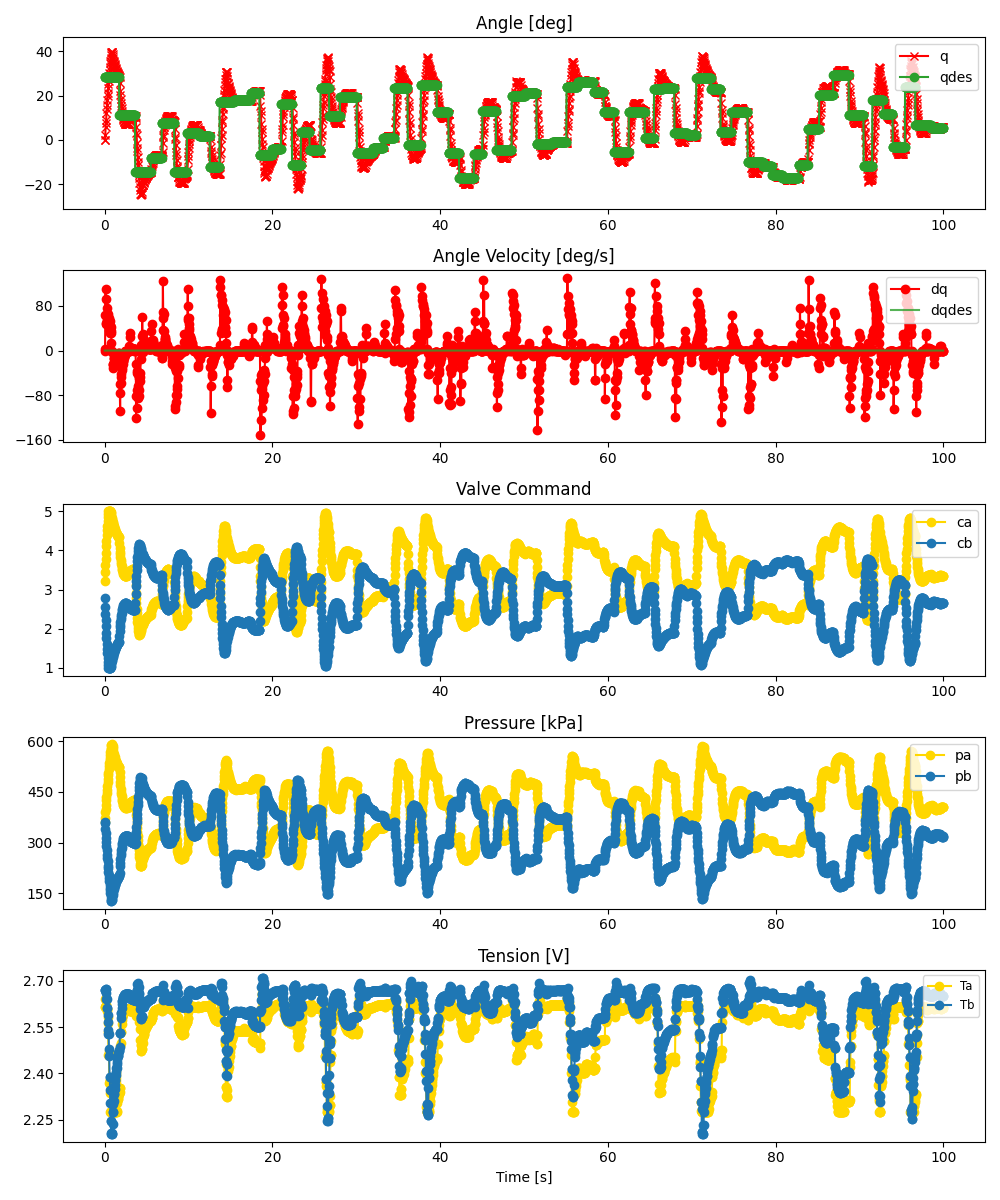 Angle [deg]
40
20
0
−20
q
qdes
0 20 40 60 80 100
Angle Velocity [deg/s]
80
0
−80
−160
dq
dqdes
0 20 40 60 80 100
Valve Command
5
4
3
2
1
ca
cb
0 20 40 60 80 100
Pressure [kPa]
600
450
300
150
pa
pb
0 20 40 60 80 100
Tension [V]
2.70
2.55
2.40
2.25
Ta
Tb
0 20 40 60 80 100
Time [s]